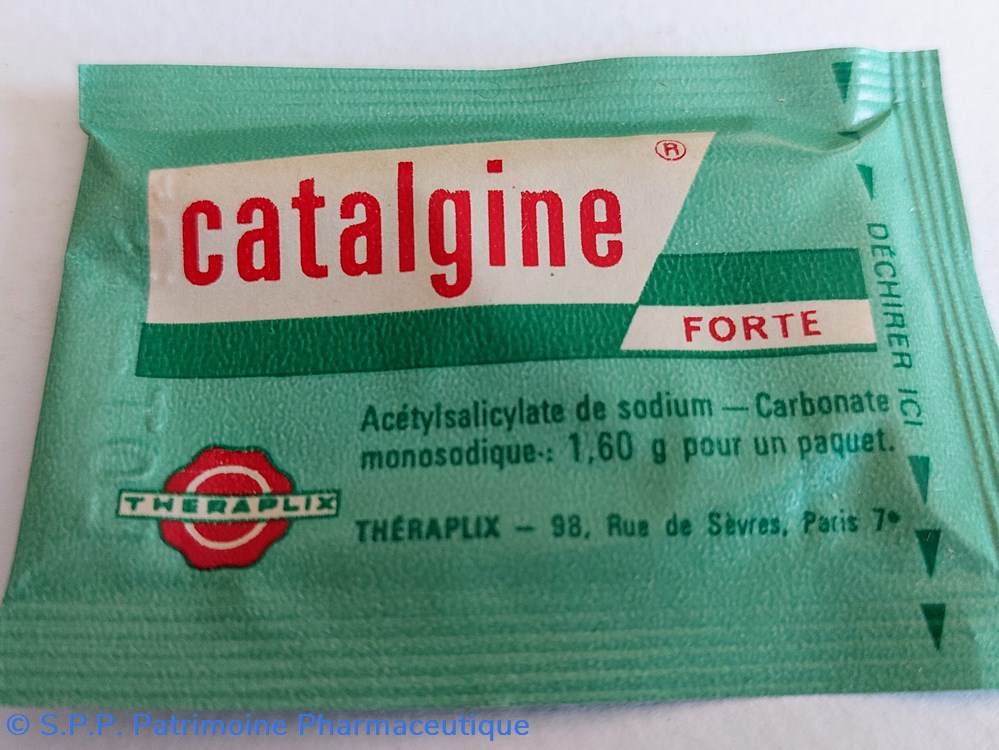 catalgine ®
FORTE
DÉCHIRER ICI
Acétylsalicylate de sodium — Carbonate
monosodique : 1,60 g pour un paquet.
THERAPLIX
THÉRAPLIX — 98, Rue de Sèvres, Paris 7e
© S.P.P. Patrimoine Pharmaceutique